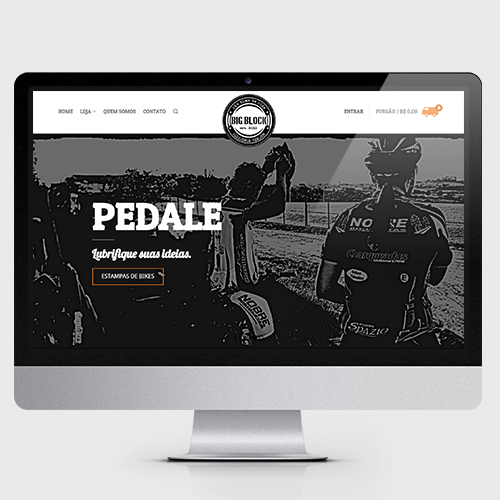 HOME LOJA QUEM SOMOS CONTATO
BIG BLOCK
ENTRAR FURGÃO / R$ 0,00
PEDALE
Lubrifique suas ideias.
ESTAMPAS DE BIKES
NOBRE
Charqueadas
SPAZIO
NOBRE